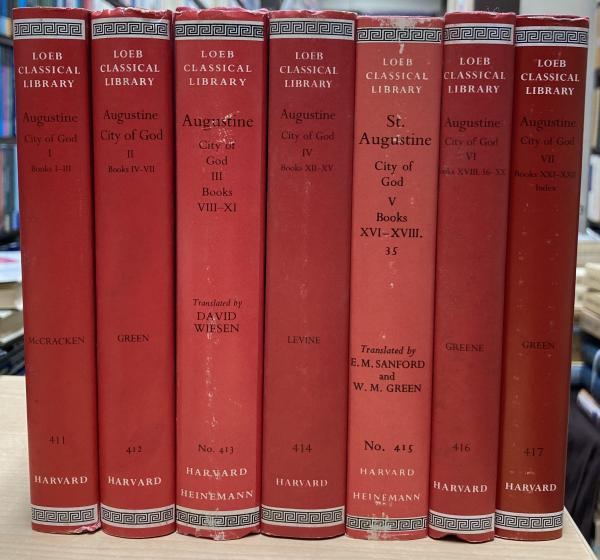 LOEB
CLASSICAL
LIBRARY
Augustine
City of God
I
Books I–III
McCRACKEN
411
HARVARD
LOEB
CLASSICAL
LIBRARY
Augustine
City of God
II
Books IV–VII
GREEN
412
HARVARD
LOEB
CLASSICAL
LIBRARY
Augustine
City of
God
III
Books
VIII–XI
Translated by
DAVID
WIESEN
No. 413
HARVARD
HEINEMANN
LOEB
CLASSICAL
LIBRARY
Augustine
City of God
IV
Books XII–XV
LEVINE
414
HARVARD
LOEB
CLASSICAL
LIBRARY
St.
Augustine
City of
God
V
Books
XVI–XVIII.
35
Translated by
E. M. SANFORD
and
W. M. GREEN
No. 415
HARVARD
HEINEMANN
LOEB
CLASSICAL
LIBRARY
Augustine
City of God
VI
oks XVIII. 36–XX
GREENE
416
HARVARD
LOEB
CLASSICAL
LIBRARY
Augustine
City of God
VII
Books XXI–XXII
Index
GREEN
417
HARVARD